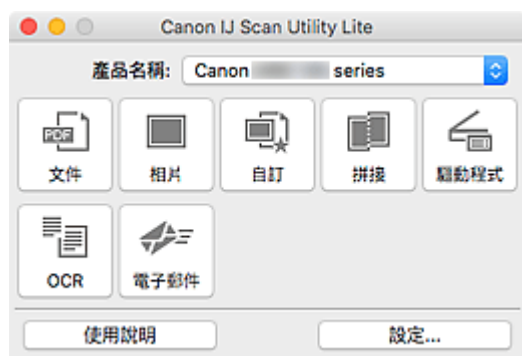 Canon IJ Scan Utility Lite
產品名稱: Canon series
PDF
文件 相片 自訂 拼接 驅動程式
OCR 電子郵件
使用說明 設定...